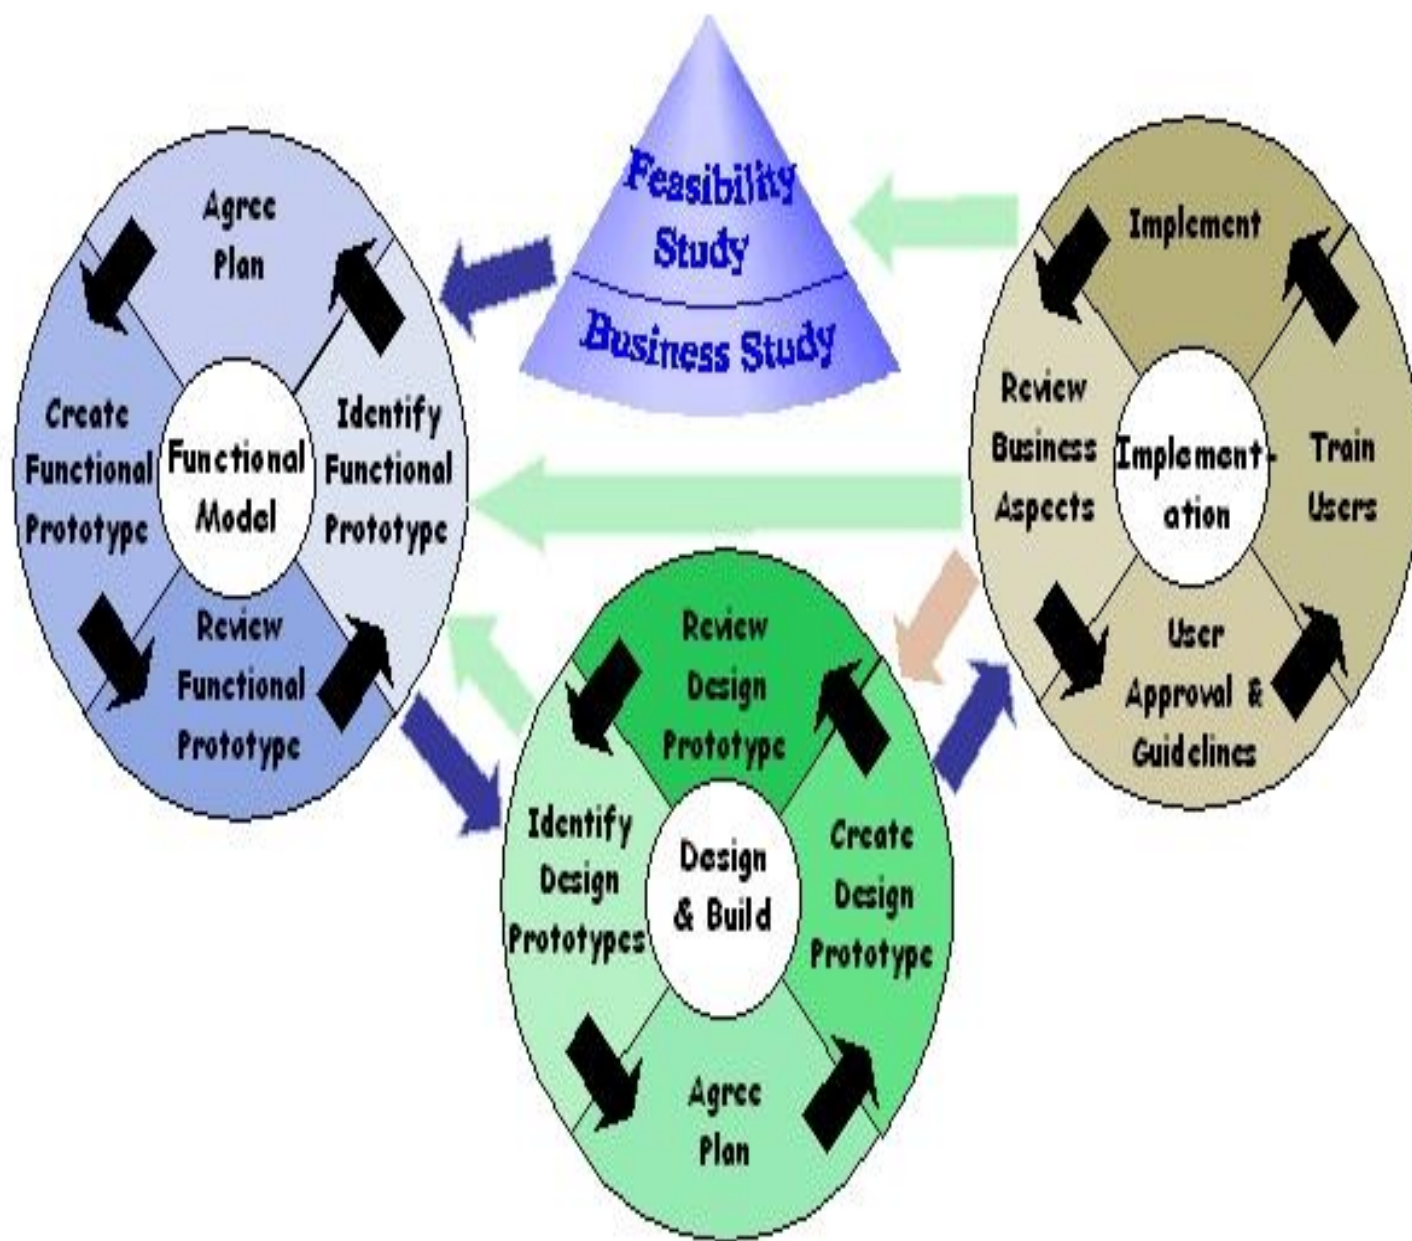 Feasibility
Study
Business Study
Agree
Plan
Create
Functional
Prototype
Functional
Model
Identify
Functional
Prototype
Review
Functional
Prototype
Implement
Review
Business
Aspects
Implement-
ation
Train
Users
User
Approval &
Guidelines
Review
Design
Prototype
Identify
Design
Prototypes
Design
& Build
Create
Design
Prototype
Agree
Plan